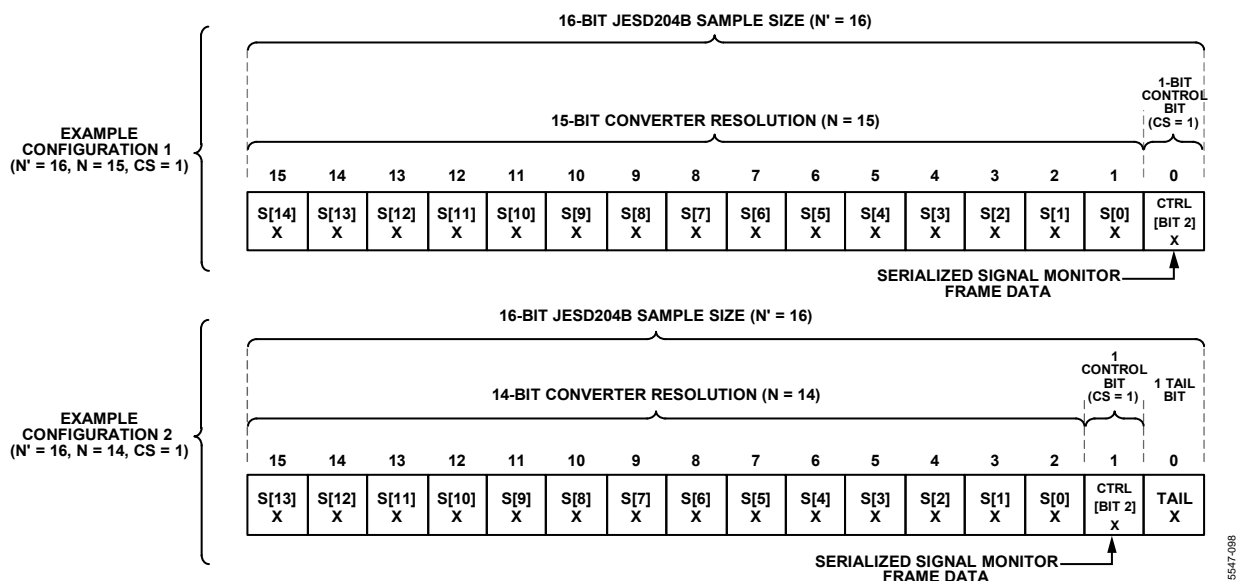 16-BIT JESD204B SAMPLE SIZE (N' = 16)
1-BIT
CONTROL
BIT
(CS = 1)
15-BIT CONVERTER RESOLUTION (N = 15)
EXAMPLE
CONFIGURATION 1
(N' = 16, N = 15, CS = 1)
15 14 13 12 11 10 9 8 7 6 5 4 3 2 1 0
S[14] X S[13] X S[12] X S[11] X S[10] X S[9] X S[8] X S[7] X S[6] X S[5] X S[4] X S[3] X S[2] X S[1] X S[0] X CTRL [BIT 2] X
SERIALIZED SIGNAL MONITOR
FRAME DATA
16-BIT JESD204B SAMPLE SIZE (N' = 16)
1
CONTROL
BIT
(CS = 1)
1 TAIL
BIT
14-BIT CONVERTER RESOLUTION (N = 14)
EXAMPLE
CONFIGURATION 2
(N' = 16, N = 14, CS = 1)
15 14 13 12 11 10 9 8 7 6 5 4 3 2 1 0
S[13] X S[12] X S[11] X S[10] X S[9] X S[8] X S[7] X S[6] X S[5] X S[4] X S[3] X S[2] X S[1] X S[0] X CTRL [BIT 2] X TAIL X
SERIALIZED SIGNAL MONITOR
FRAME DATA
5547-098